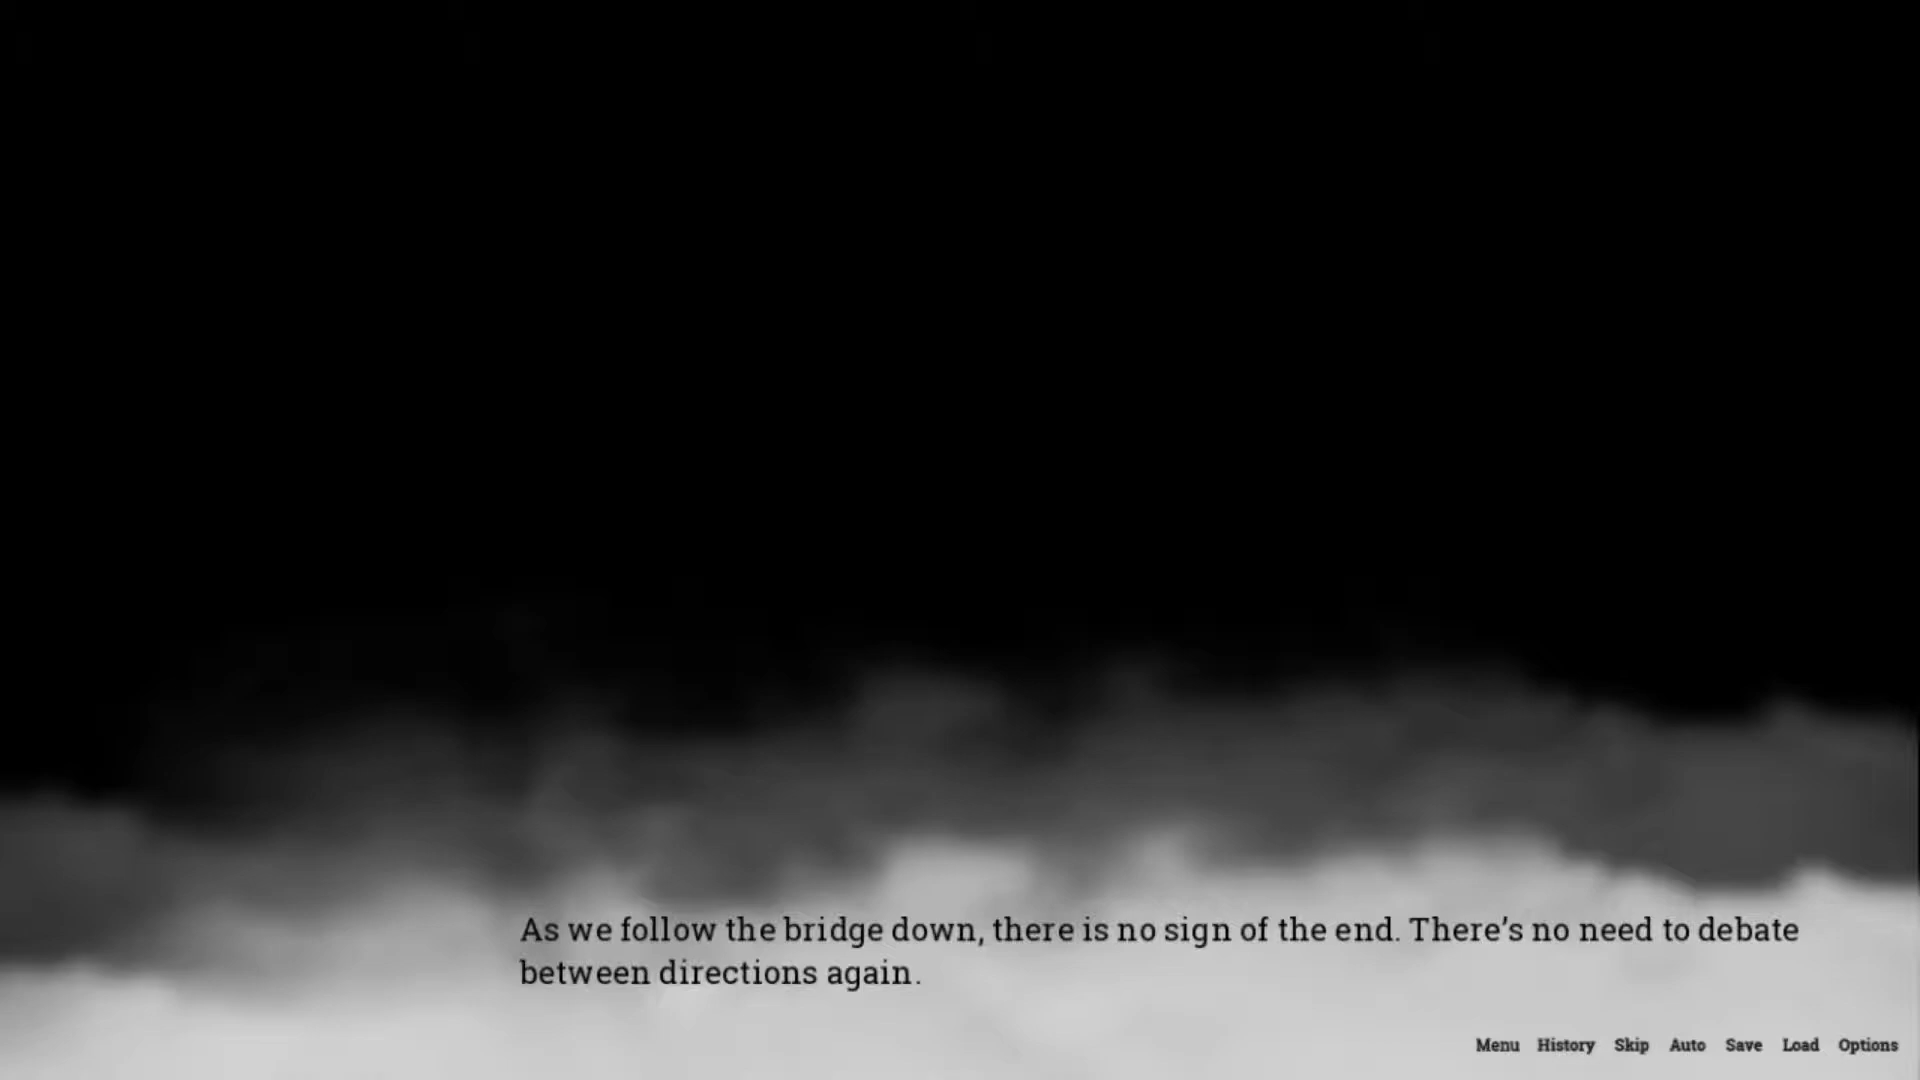 As we follow the bridge down, there is no sign of the end. There’s no need to debate
between directions again.
Menu History Skip Auto Save Load Options